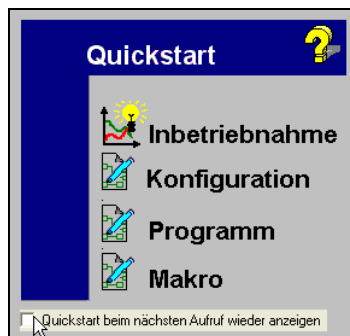 Quickstart
Inbetriebnahme
Konfiguration
Programm
Makro
Quickstart beim nächsten Aufruf wieder anzeigen